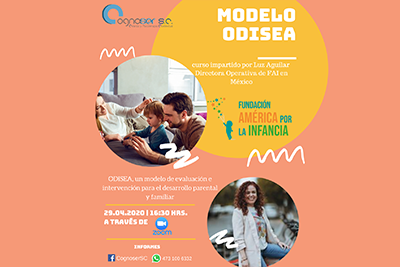 CognoserS.C.
MODELO
ODISEA
curso impartido por Luz Aguilar
Directora Operativa de FAI en
México
FUNDACIÓN
AMÉRICA POR
LA INFANCIA
ODISEA, un modelo de evaluación e
intervención para el desarrollo parental
y familiar
29.04.2020 | 16:30 HRS.
A TRAVÉS DE
zoom
INFORMES
CognoserSC